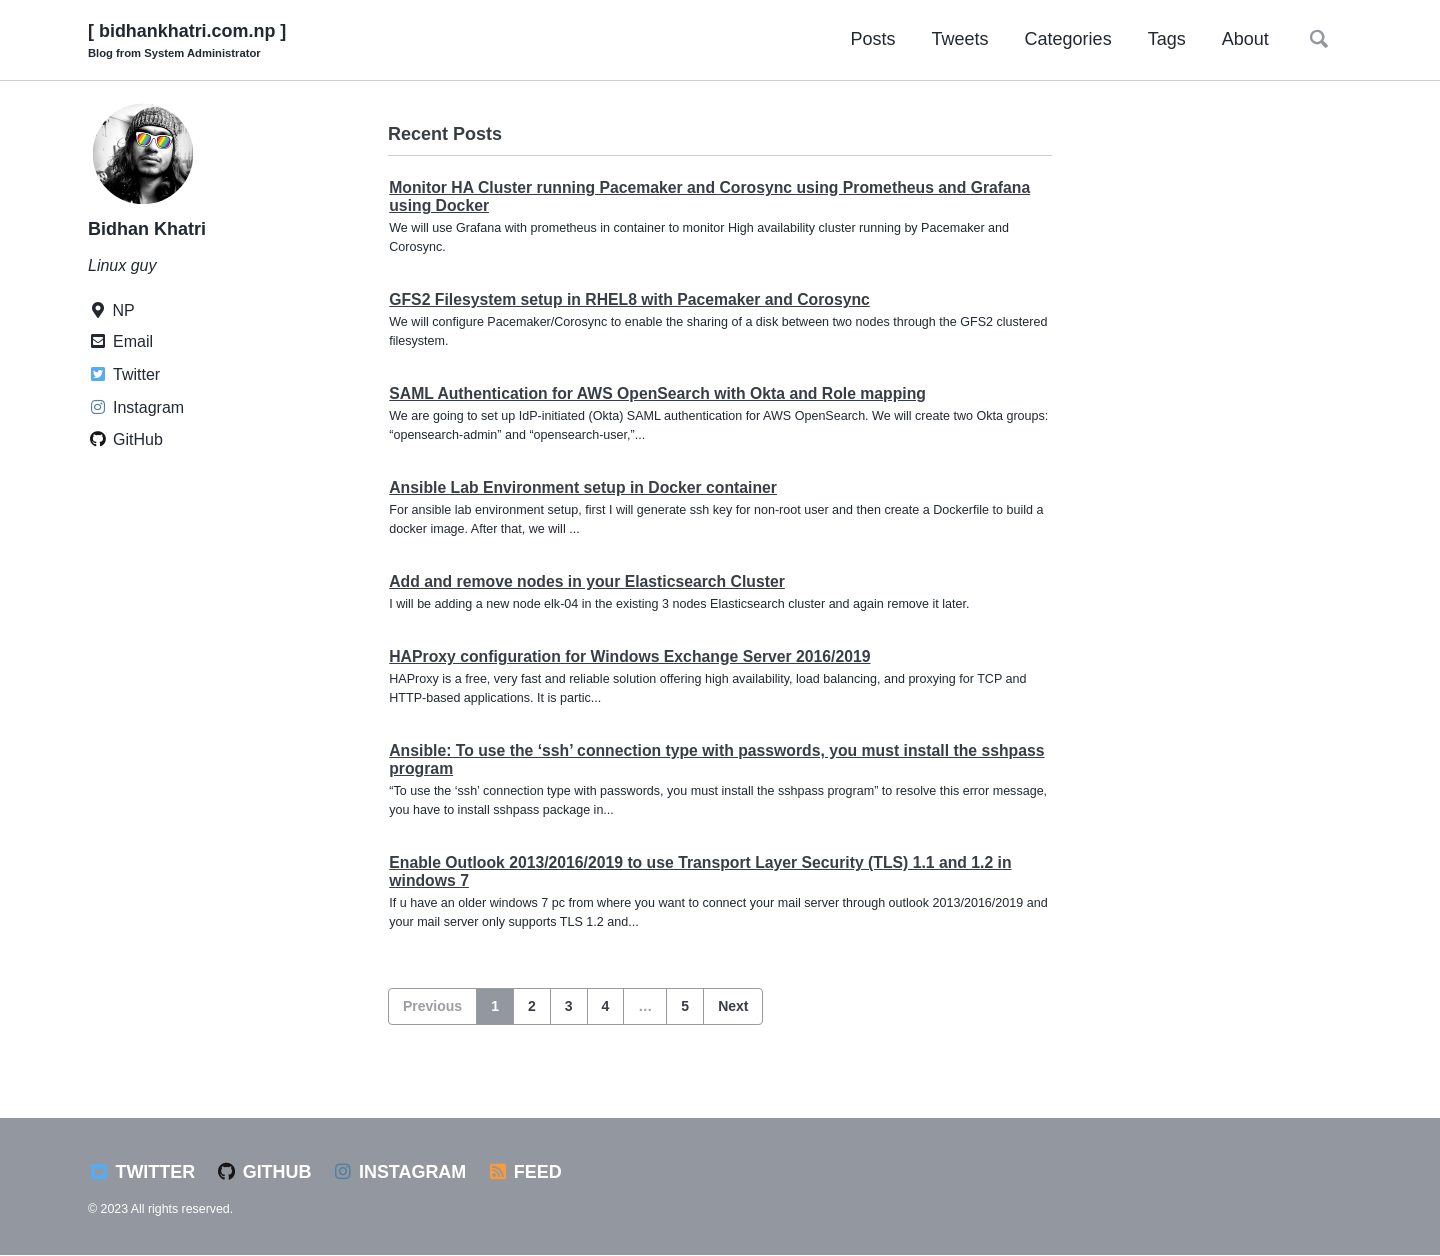 [ bidhankhatri.com.np ]
Blog from System Administrator
Posts
Tweets
Categories
Tags
About
Bidhan Khatri
Linux guy
NP
Email
Twitter
Instagram
GitHub
Recent Posts
Monitor HA Cluster running Pacemaker and Corosync using Prometheus and Grafana
using Docker
We will use Grafana with prometheus in container to monitor High availability cluster running by Pacemaker and
Corosync.
GFS2 Filesystem setup in RHEL8 with Pacemaker and Corosync
We will configure Pacemaker/Corosync to enable the sharing of a disk between two nodes through the GFS2 clustered
filesystem.
SAML Authentication for AWS OpenSearch with Okta and Role mapping
We are going to set up IdP-initiated (Okta) SAML authentication for AWS OpenSearch. We will create two Okta groups:
“opensearch-admin” and “opensearch-user,”...
Ansible Lab Environment setup in Docker container
For ansible lab environment setup, first I will generate ssh key for non-root user and then create a Dockerfile to build a
docker image. After that, we will ...
Add and remove nodes in your Elasticsearch Cluster
I will be adding a new node elk-04 in the existing 3 nodes Elasticsearch cluster and again remove it later.
HAProxy configuration for Windows Exchange Server 2016/2019
HAProxy is a free, very fast and reliable solution offering high availability, load balancing, and proxying for TCP and
HTTP-based applications. It is partic...
Ansible: To use the ‘ssh’ connection type with passwords, you must install the sshpass
program
“To use the ‘ssh’ connection type with passwords, you must install the sshpass program” to resolve this error message,
you have to install sshpass package in...
Enable Outlook 2013/2016/2019 to use Transport Layer Security (TLS) 1.1 and 1.2 in
windows 7
If u have an older windows 7 pc from where you want to connect your mail server through outlook 2013/2016/2019 and
your mail server only supports TLS 1.2 and...
Previous 1 2 3 4 … 5 Next
TWITTER GITHUB INSTAGRAM FEED
© 2023 All rights reserved.